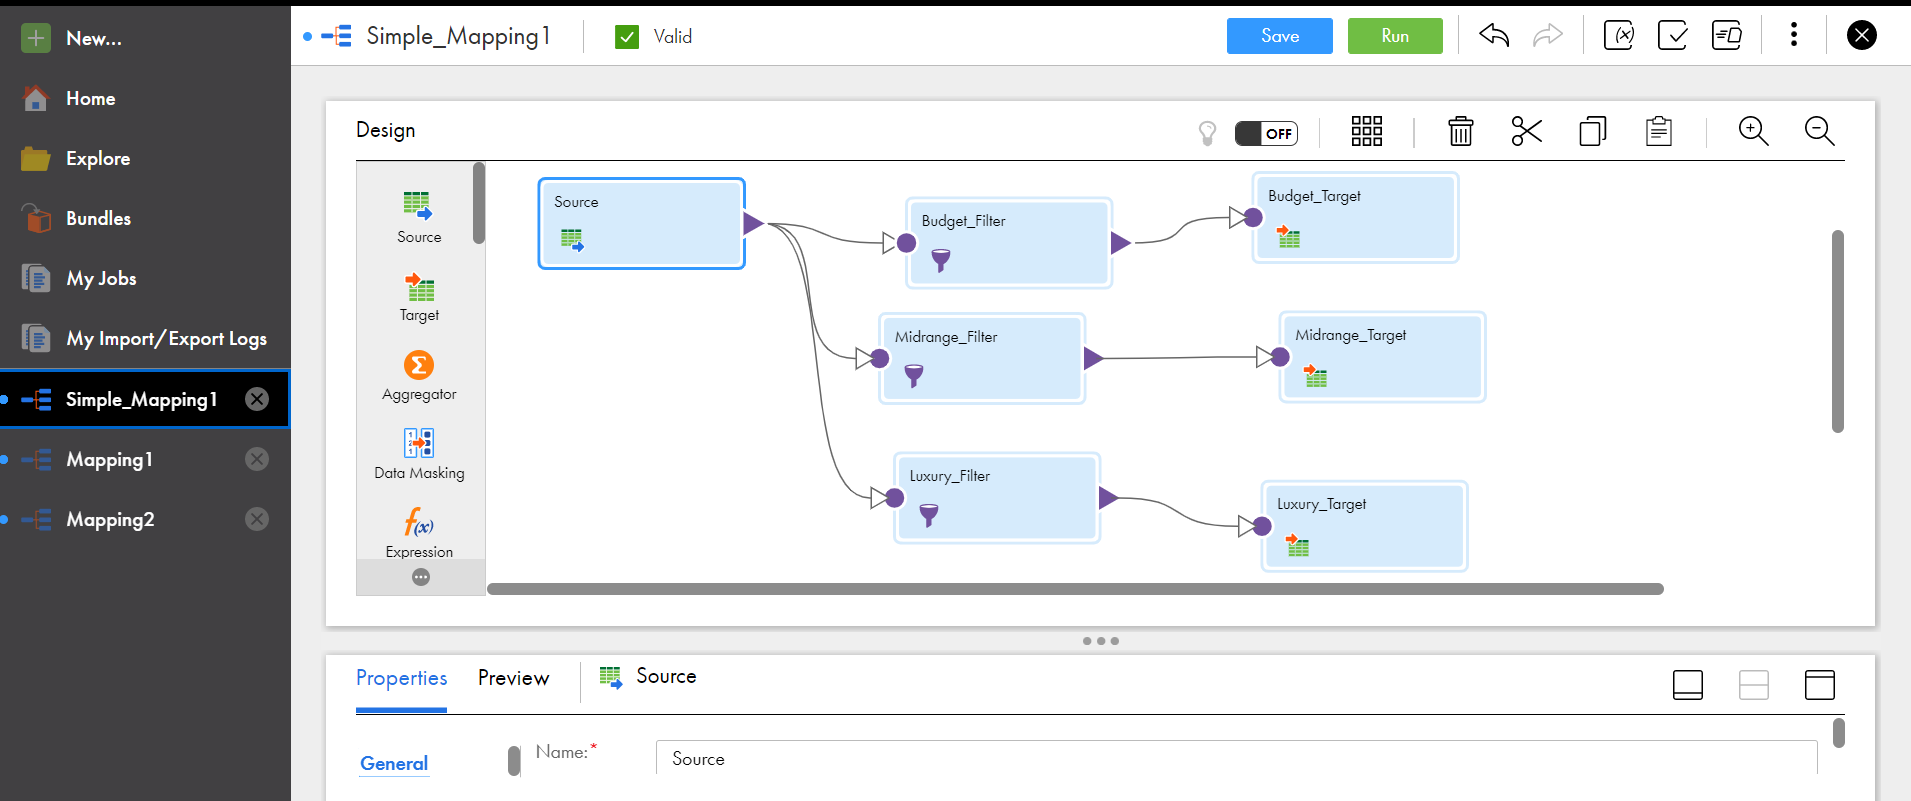 New...
Home
Explore
Bundles
My Jobs
My Import/Export Logs
Simple_Mapping1
Mapping1
Mapping2
Simple_Mapping1
Valid
Save
Run
(x)
Design
OFF
Source
Target
Aggregator
Data Masking
f(x)
Expression
Source
Budget_Filter
Budget_Target
Midrange_Filter
Midrange_Target
Luxury_Filter
Luxury_Target
Properties
Preview
Source
General
Name:*
Source